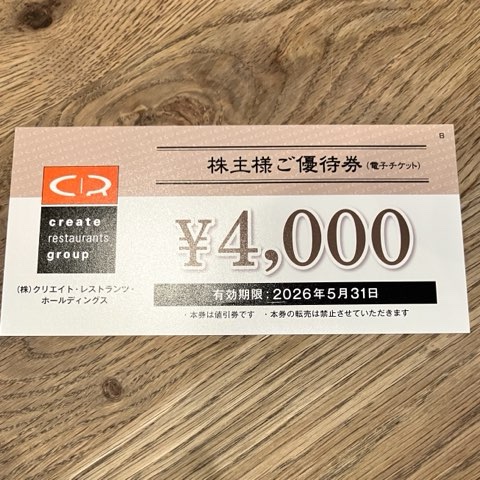 B
株主様ご優待券(電子チケット)
CR
create
restaurants
group
¥4,000
(株)クリエイト・レストランツ・
ホールディングス
有効期限:2026年5月31日
・本券は値引券です ・本券の転売は禁止させていただきます